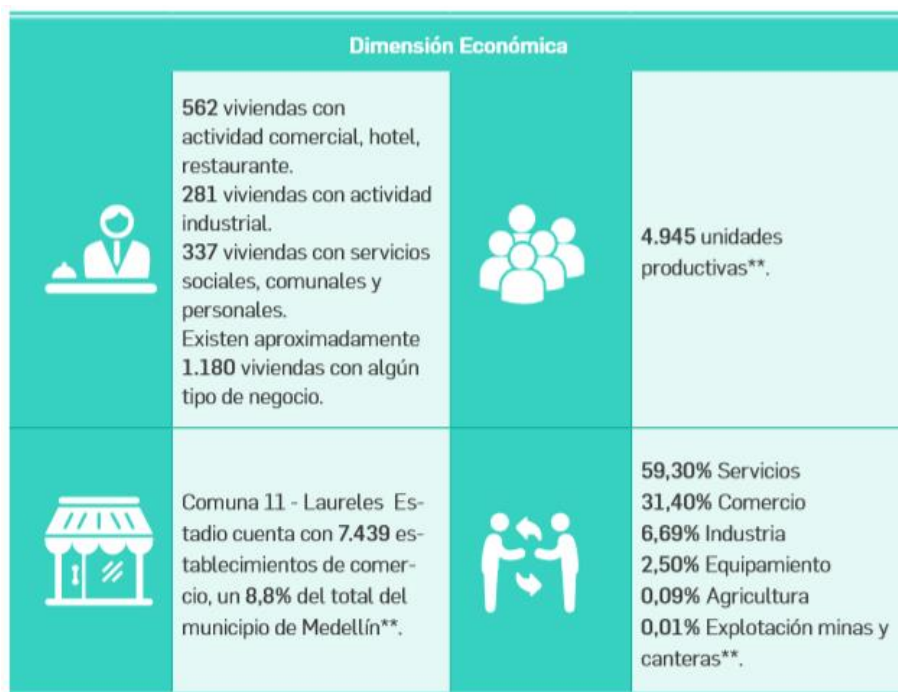 Dimensión Económica
562 viviendas con
actividad comercial, hotel,
restaurante.
281 viviendas con actividad
industrial.
337 viviendas con servicios
sociales, comunales y
personales.
Existen aproximadamente
1.180 viviendas con algún
tipo de negocio.
4.945 unidades
productivas**.
Comuna 11 - Laureles Es-
tadio cuenta con 7.439 es-
tablecimientos de comer-
cio, un 8,8% del total del
municipio de Medellín**.
59,30% Servicios
31,40% Comercio
6,69% Industria
2,50% Equipamiento
0,09% Agricultura
0,01% Explotación minas y
canteras**.